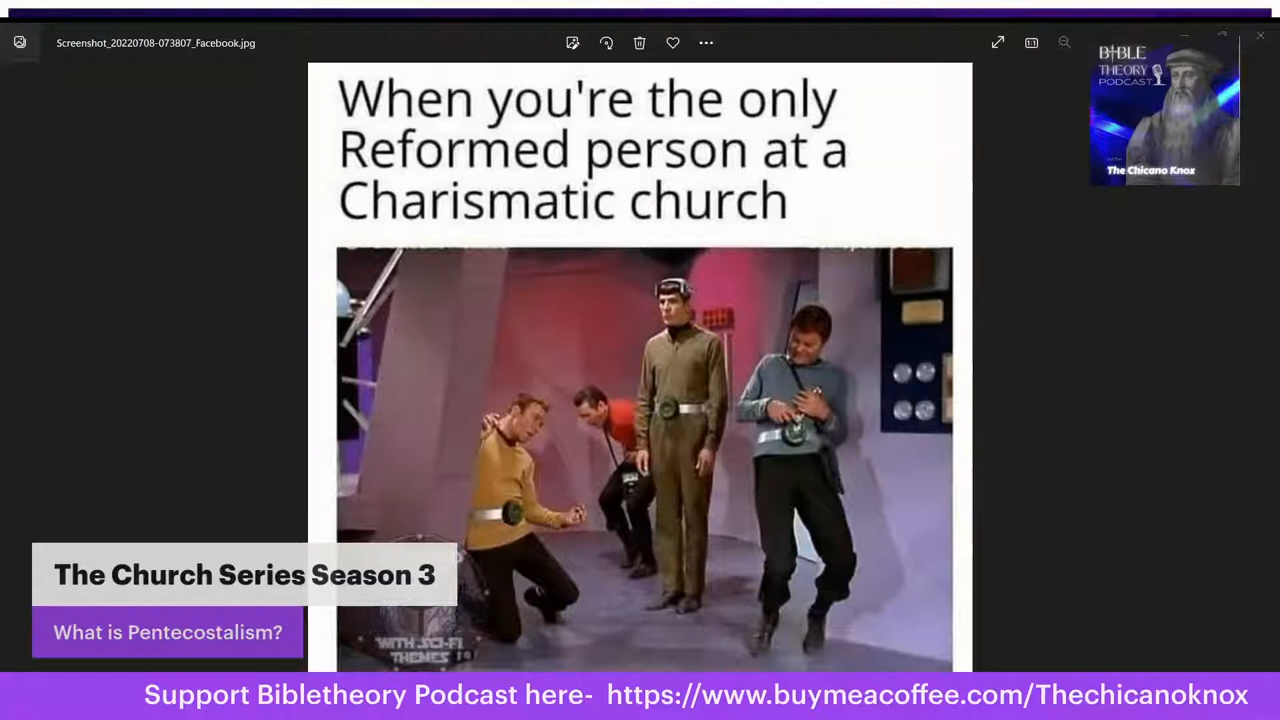 Screenshot_20220708-073807_Facebook.jpg
BIBLE
THEORY
PODCAST
WITH
The Chicano Knox
When you're the only
Reformed person at a
Charismatic church
WITH SCI-FI
THEMES
The Church Series Season 3
What is Pentecostalism?
Support Bibletheory Podcast here- https://www.buymeacoffee.com/Thechicanoknox